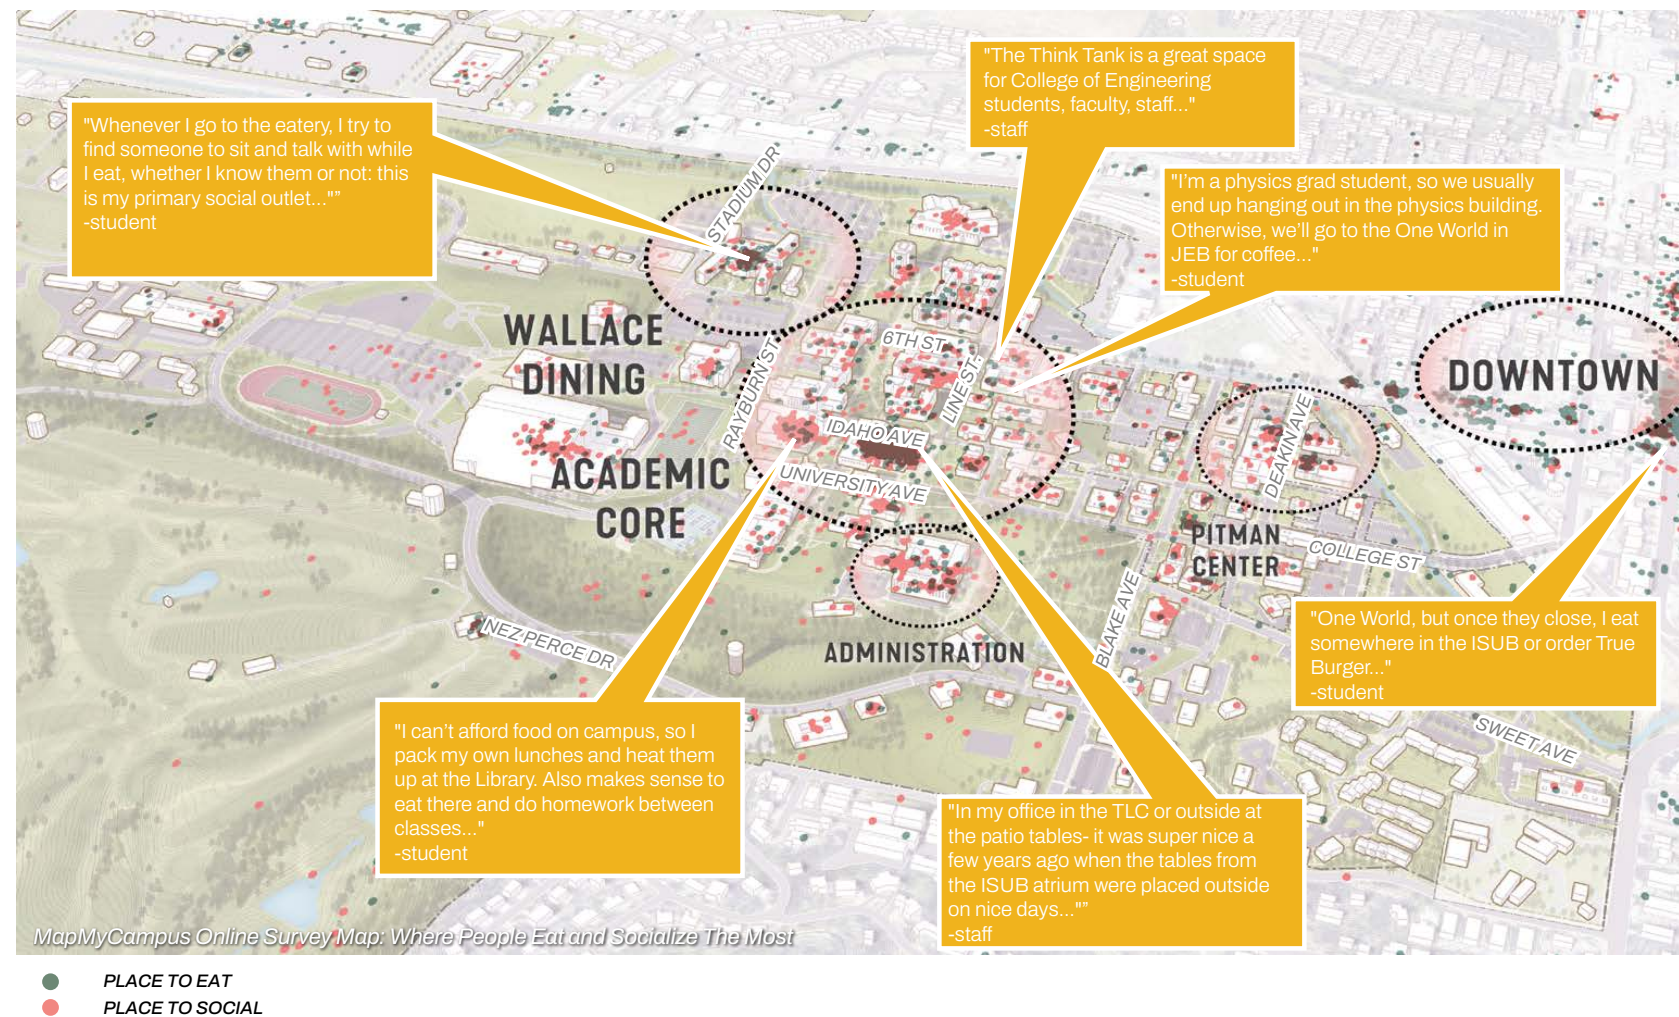 "The Think Tank is a great space
for College of Engineering
students, faculty, staff..."
-staff
"Whenever I go to the eatery, I try to
find someone to sit and talk with while
I eat, whether I know them or not: this
is my primary social outlet...""
-student
"I'm a physics grad student, so we usually
end up hanging out in the physics building.
Otherwise, we'll go to the One World in
JEB for coffee..."
-student
STADIUM DR
WALLACE
DINING
6TH ST
LINE ST
RAYBURN ST
IDAHO AVE
UNIVERSITY AVE
ACADEMIC
CORE
DOWNTOWN
DEAKIN AVE
PITMAN
CENTER
COLLEGE ST
BLAKE AVE
NEZ PERCE DR
ADMINISTRATION
"One World, but once they close, I eat
somewhere in the ISUB or order True
Burger..."
-student
SWEET AVE
"I can't afford food on campus, so I
pack my own lunches and heat them
up at the Library. Also makes sense to
eat there and do homework between
classes..."
-student
"In my office in the TLC or outside at
the patio tables- it was super nice a
few years ago when the tables from
the ISUB atrium were placed outside
on nice days...""
-staff
MapMyCampus Online Survey Map: Where People Eat and Socialize The Most
PLACE TO EAT
PLACE TO SOCIAL